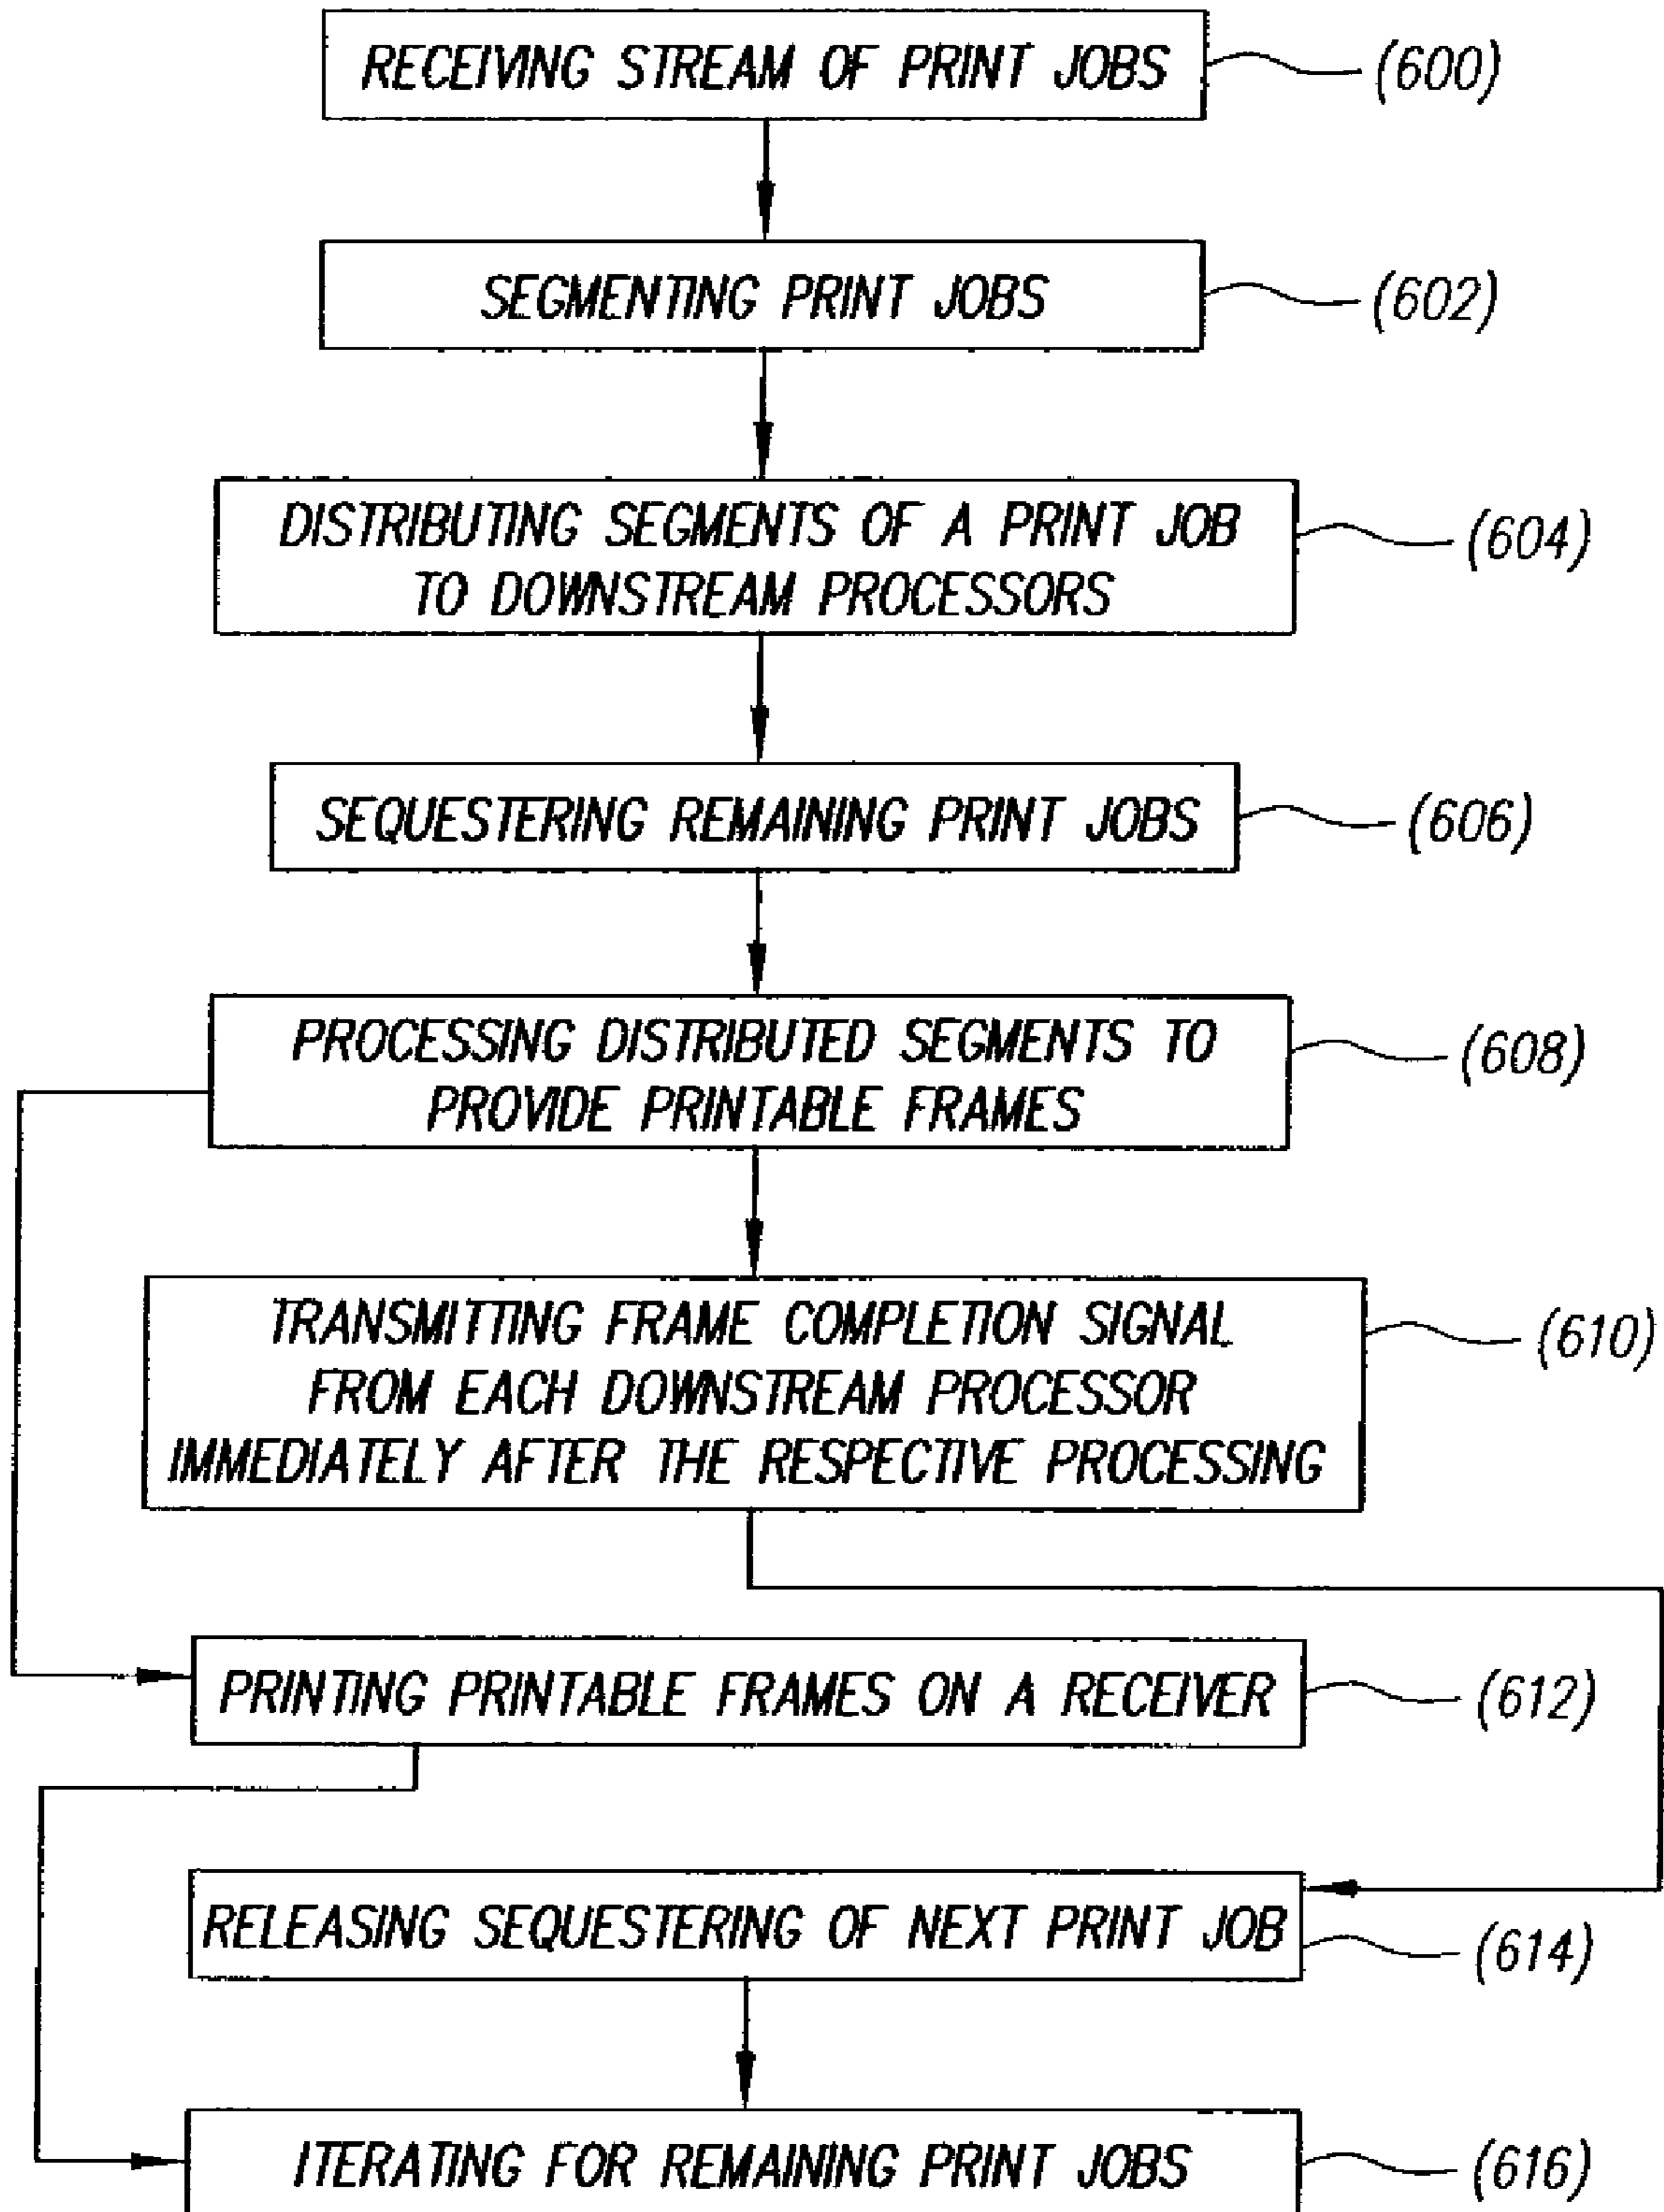 RECEIVING STREAM OF PRINT JOBS
(600)
SEGMENTING PRINT JOBS
(602)
DISTRIBUTING SEGMENTS OF A PRINT JOB
TO DOWNSTREAM PROCESSORS
(604)
SEQUESTERING REMAINING PRINT JOBS
(606)
PROCESSING DISTRIBUTED SEGMENTS TO
PROVIDE PRINTABLE FRAMES
(608)
TRANSMITTING FRAME COMPLETION SIGNAL
FROM EACH DOWNSTREAM PROCESSOR
IMMEDIATELY AFTER THE RESPECTIVE PROCESSING
(610)
PRINTING PRINTABLE FRAMES ON A RECEIVER
(612)
RELEASING SEQUESTERING OF NEXT PRINT JOB
(614)
ITERATING FOR REMAINING PRINT JOBS
(616)